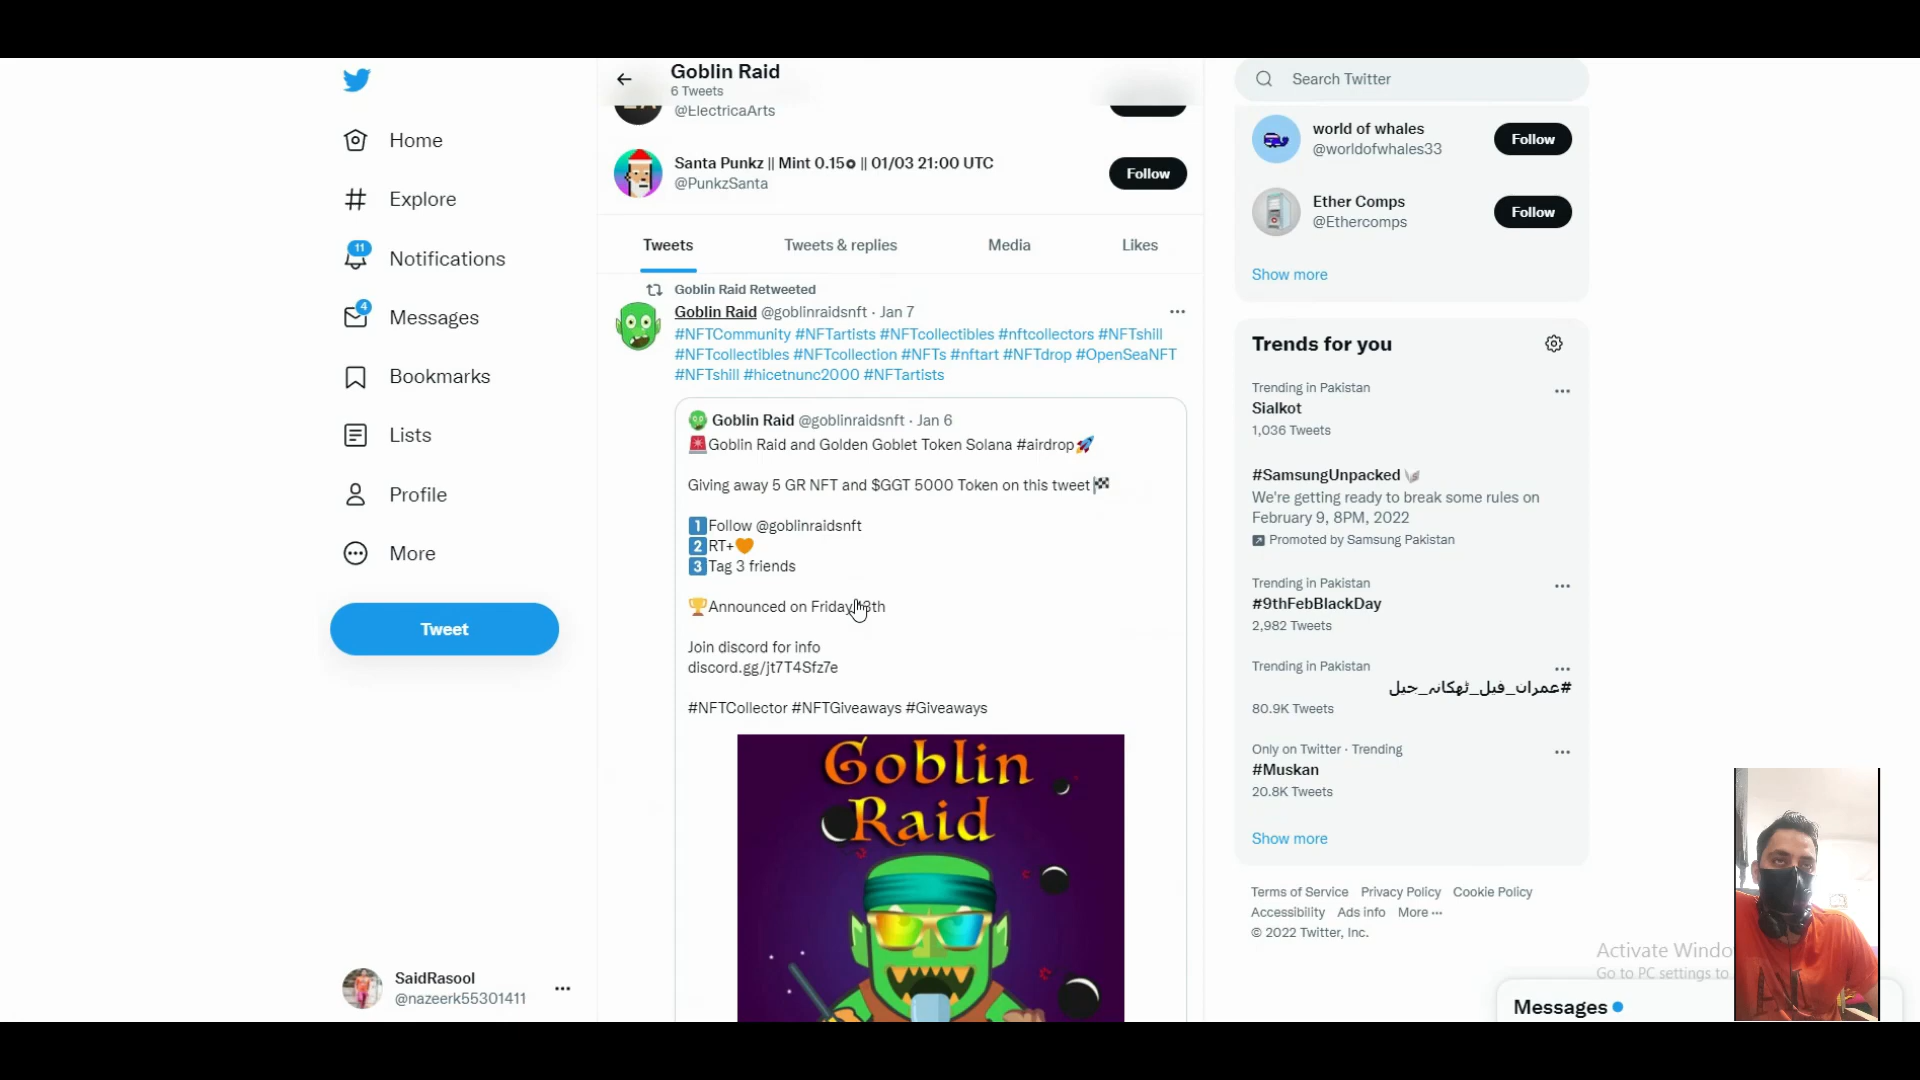 Home
Explore
11
Notifications
4
Messages
Bookmarks
Lists
Profile
More
Tweet
SaidRasool
@nazeerk55301411
Goblin Raid
6 Tweets
@ElectricaArts
Santa Punkz || Mint 0.15 || 01/03 21:00 UTC
@PunkzSanta
Follow
Tweets
Tweets & replies
Media
Likes
Goblin Raid Retweeted
Goblin Raid @goblinraidsnft · Jan 7
#NFTCommunity #NFTartists #NFTcollectibles #nftcollectors #NFTshill
#NFTcollectibles #NFTcollection #NFTs #nftart #NFTdrop #OpenSeaNFT
#NFTshill #hicetnunc2000 #NFTartists
Goblin Raid @goblinraidsnft · Jan 6
🚨Goblin Raid and Golden Goblet Token Solana #airdrop🚀
Giving away 5 GR NFT and $GGT 5000 Token on this tweet🏁
1️⃣Follow @goblinraidsnft
2️⃣RT+🧡
3️⃣Tag 3 friends
🏆Announced on Friday
Join discord for info
discord.gg/jt7T4Sfz7e
#NFTCollector #NFTGiveaways #Giveaways
Goblin
Raid
Search Twitter
world of whales
@worldofwhales33
Follow
Ether Comps
@Ethercomps
Follow
Show more
Trends for you
Trending in Pakistan
Sialkot
1,036 Tweets
#SamsungUnpacked
We're getting ready to break some rules on
February 9, 8PM, 2022
Promoted by Samsung Pakistan
Trending in Pakistan
#9thFebBlackDay
2,982 Tweets
Trending in Pakistan
#عمران_فیل_ٹھکانہ_جیل
80.9K Tweets
Only on Twitter · Trending
#Muskan
20.8K Tweets
Show more
Terms of Service Privacy Policy Cookie Policy
Accessibility Ads info More
© 2022 Twitter, Inc.
Activate
Go to PC settings to
Messages